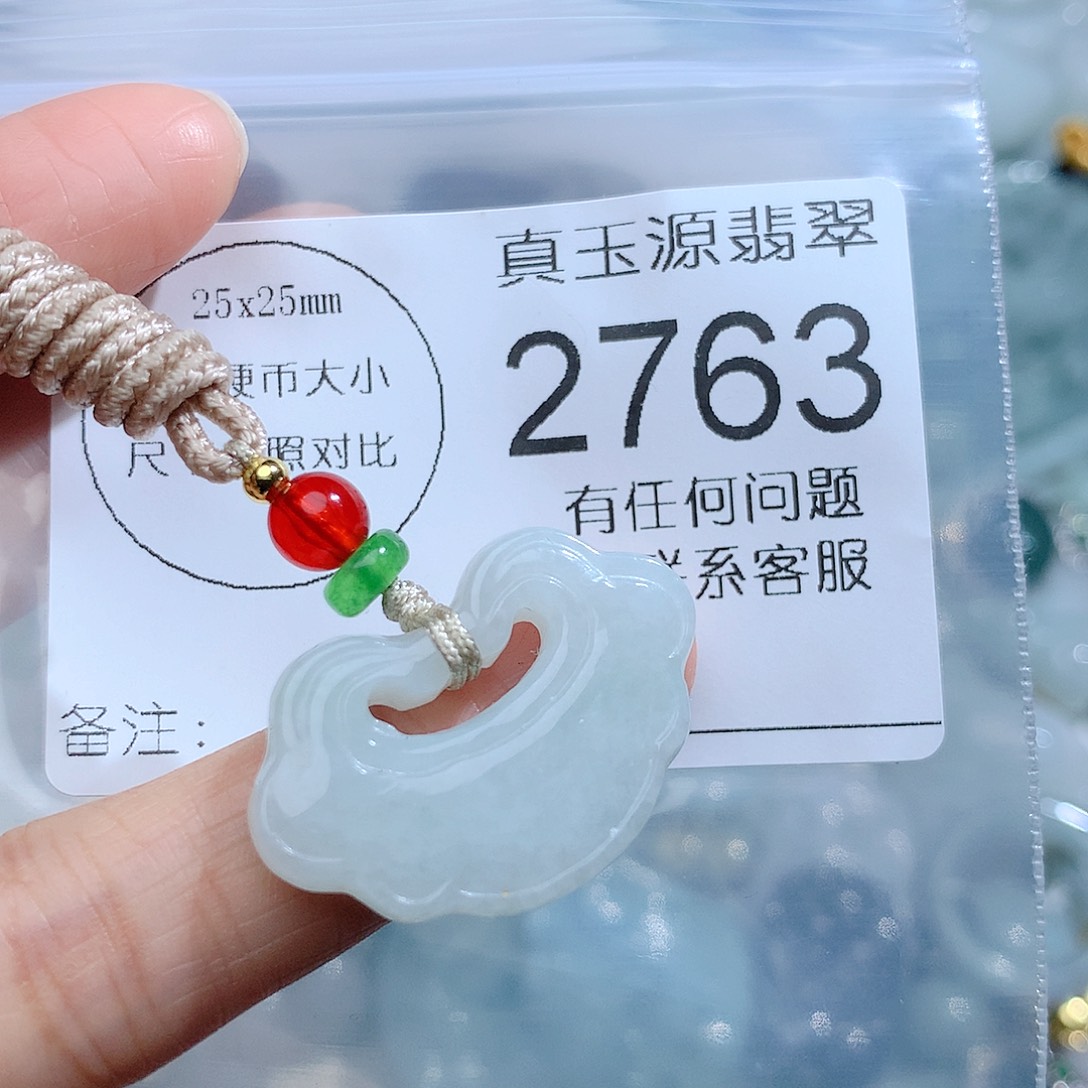 25x25mm
硬币大小
尺 照对比
真玉源翡翠
2763
有任何问题
系客服
备注：